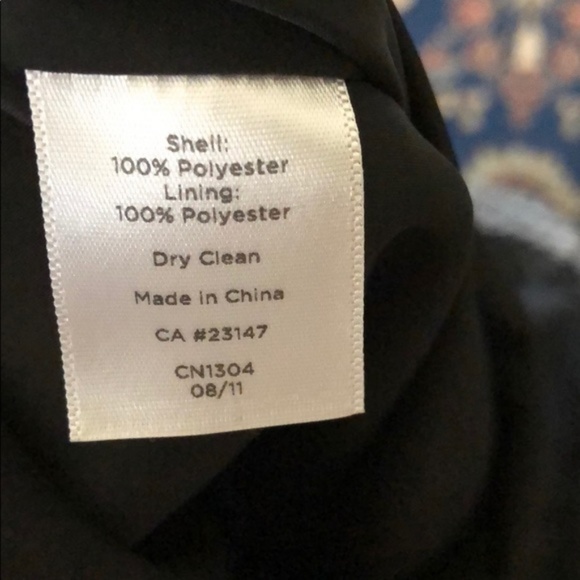 Shell:
100% Polyester
Lining:
100% Polyester
Dry Clean
Made in China
CA #23147
CN1304
08/11